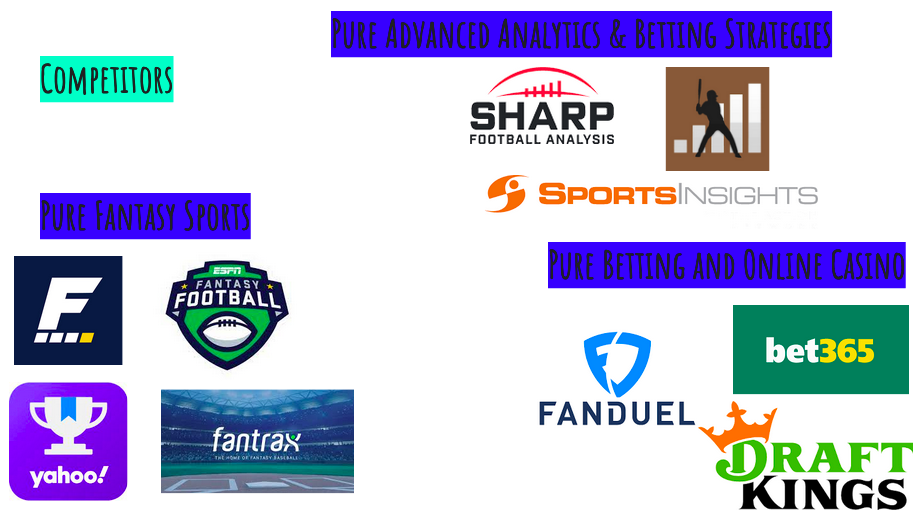 Pure Advanced Analytics & Betting Strategies
Competitors
SHARP
FOOTBALL ANALYSIS
SPORTSINSIGHTS
Pure Fantasy Sports
Pure Betting and Online Casino
F
ESPN
FANTASY
FOOTBALL
bet365
FANDUEL
yahoo!
fantrax
THE HOME OF FANTASY BASEBALL
DRAFT
KINGS